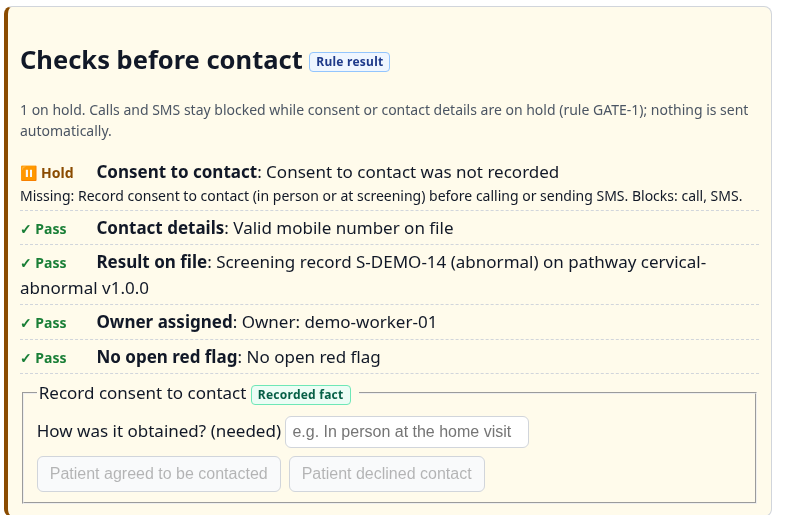 Checks before contact Rule result
1 on hold. Calls and SMS stay blocked while consent or contact details are on hold (rule GATE-1); nothing is sent
automatically.
⏸ Hold Consent to contact: Consent to contact was not recorded
Missing: Record consent to contact (in person or at screening) before calling or sending SMS. Blocks: call, SMS.
✓ Pass Contact details: Valid mobile number on file
✓ Pass Result on file: Screening record S-DEMO-14 (abnormal) on pathway cervical-
abnormal v1.0.0
✓ Pass Owner assigned: Owner: demo-worker-01
✓ Pass No open red flag: No open red flag
Record consent to contact Recorded fact
How was it obtained? (needed) e.g. In person at the home visit
Patient agreed to be contacted Patient declined contact